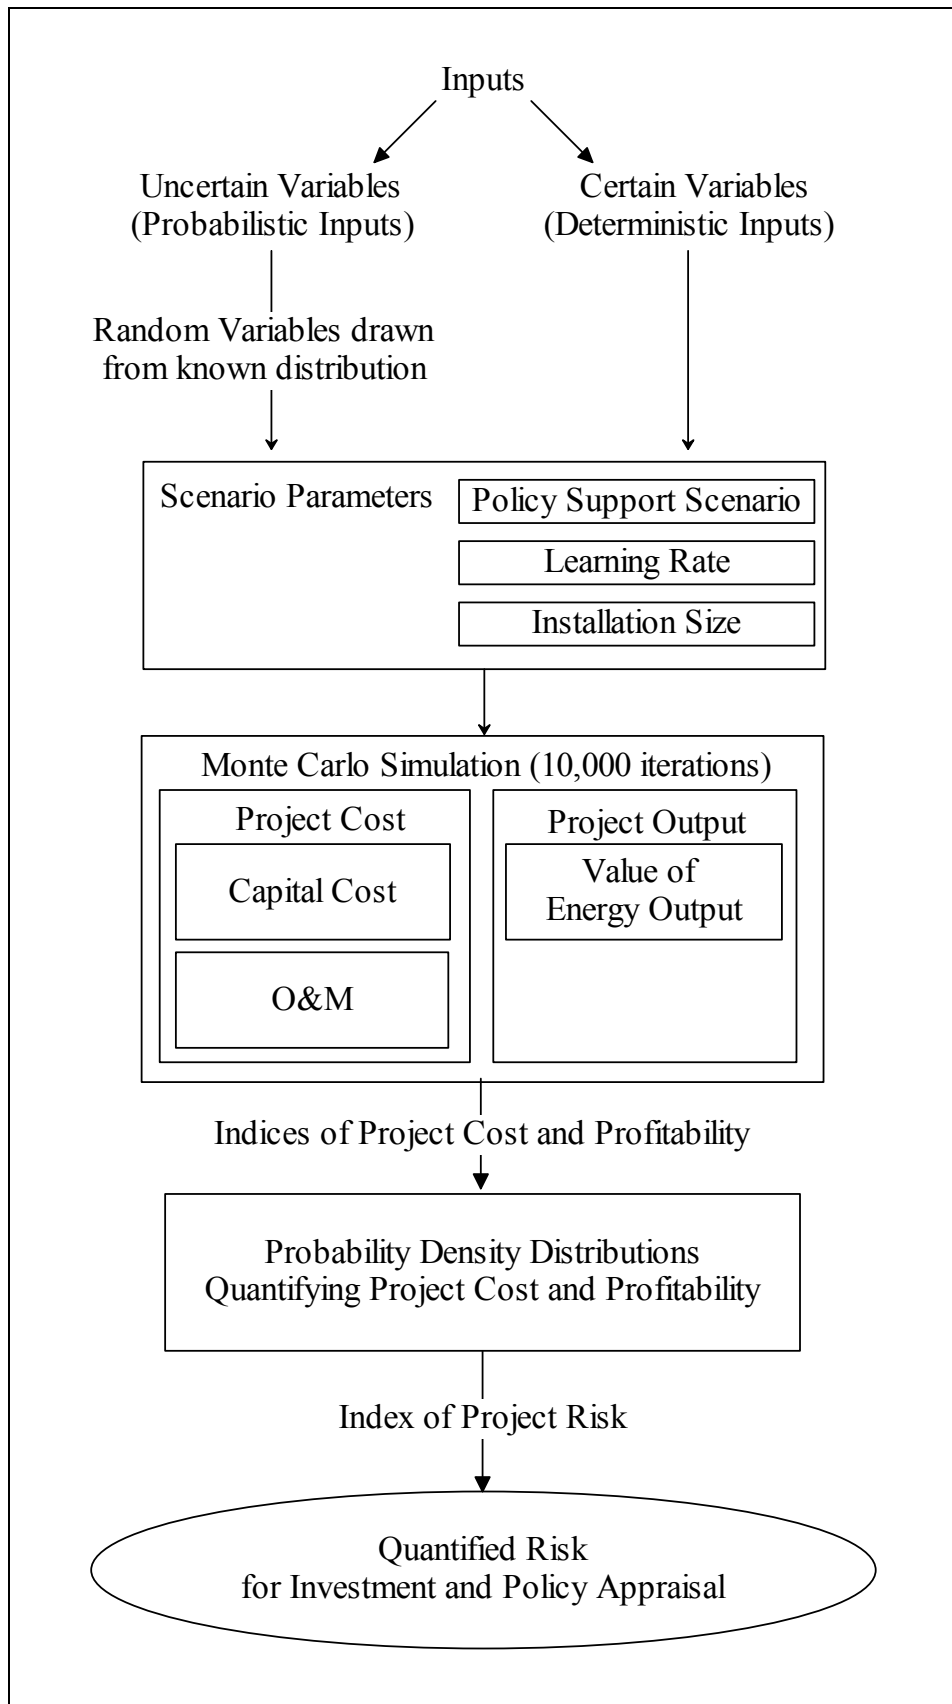 Inputs
Uncertain Variables
(Probabilistic Inputs)
Certain Variables
(Deterministic Inputs)
Random Variables drawn
from known distribution
Scenario Parameters
Policy Support Scenario
Learning Rate
Installation Size
Monte Carlo Simulation (10,000 iterations)
Project Cost
Capital Cost
O&M
Project Output
Value of
Energy Output
Indices of Project Cost and Profitability
Probability Density Distributions
Quantifying Project Cost and Profitability
Index of Project Risk
Quantified Risk
for Investment and Policy Appraisal